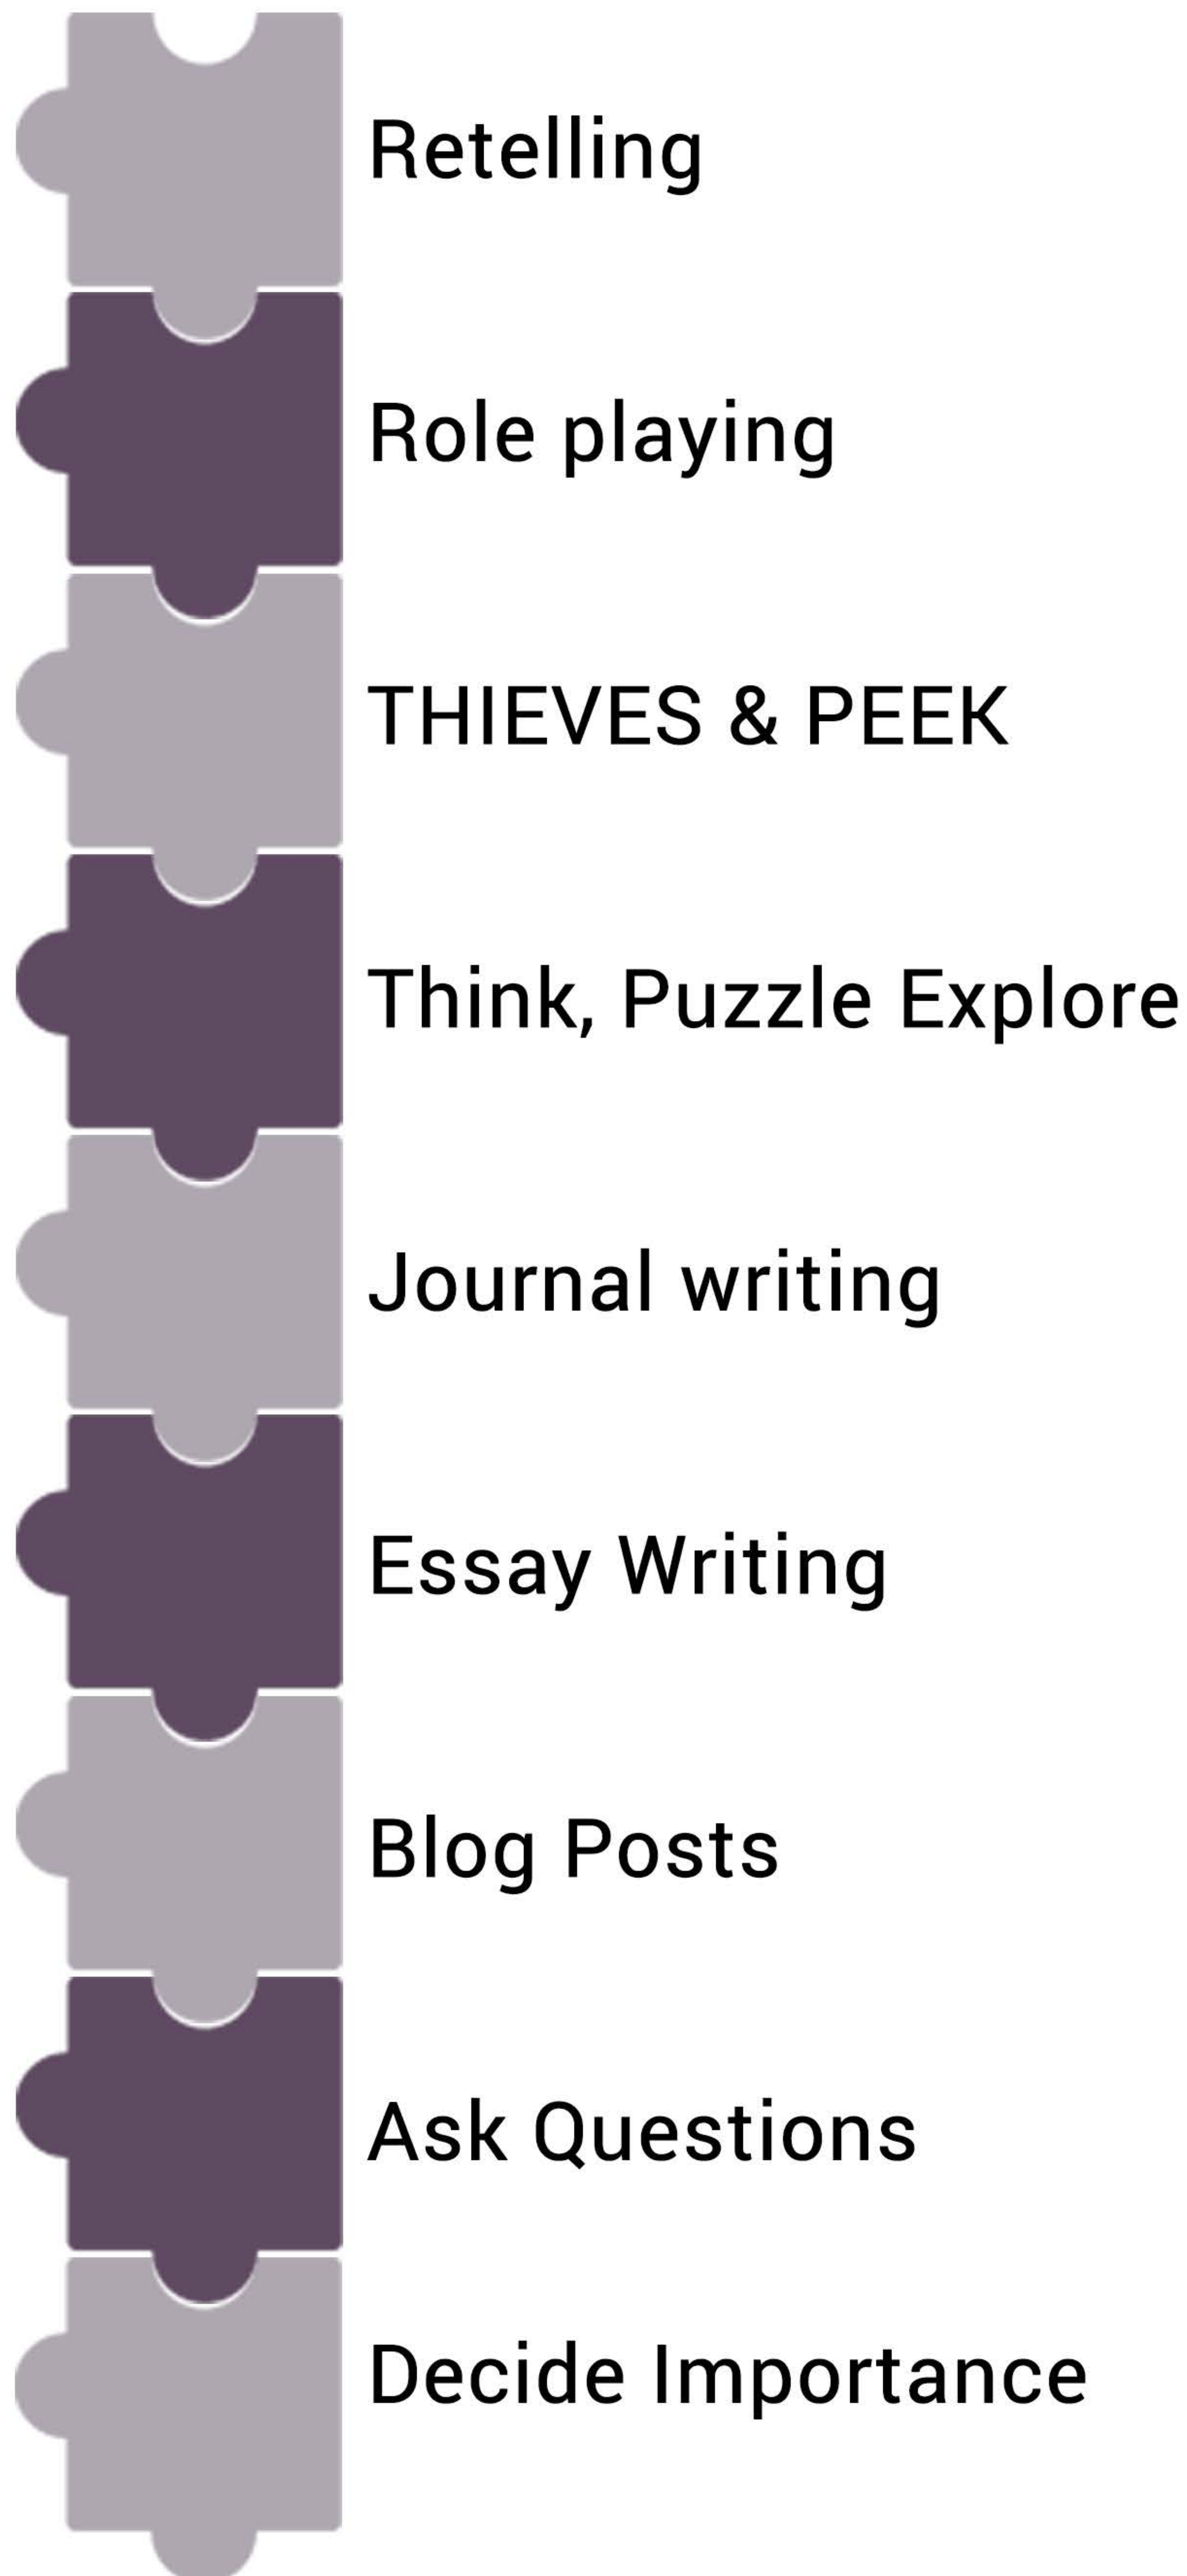 Retelling
Role playing
THIEVES & PEEK
Think, Puzzle Explore
Journal writing
Essay Writing
Blog Posts
Ask Questions
Decide Importance